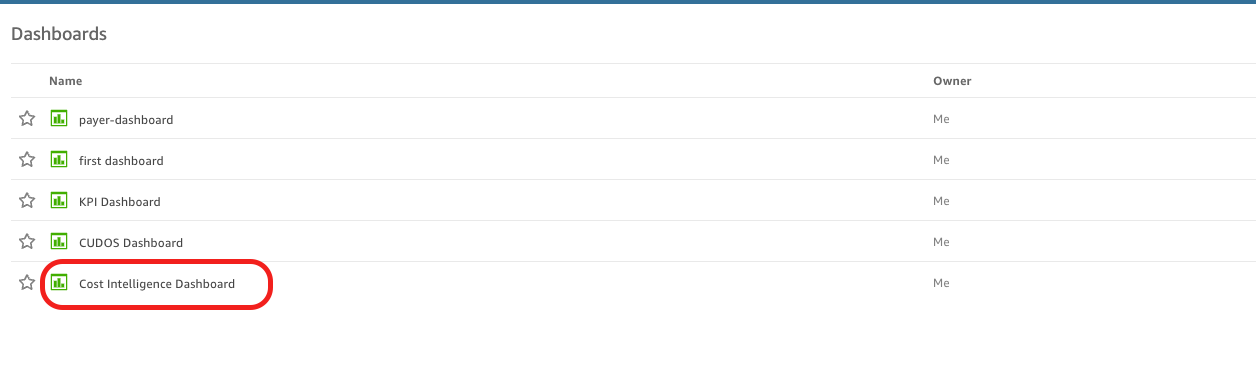 Dashboards
Name Owner
payer-dashboard Me
first dashboard Me
KPI Dashboard Me
CUDOS Dashboard Me
Cost Intelligence Dashboard Me